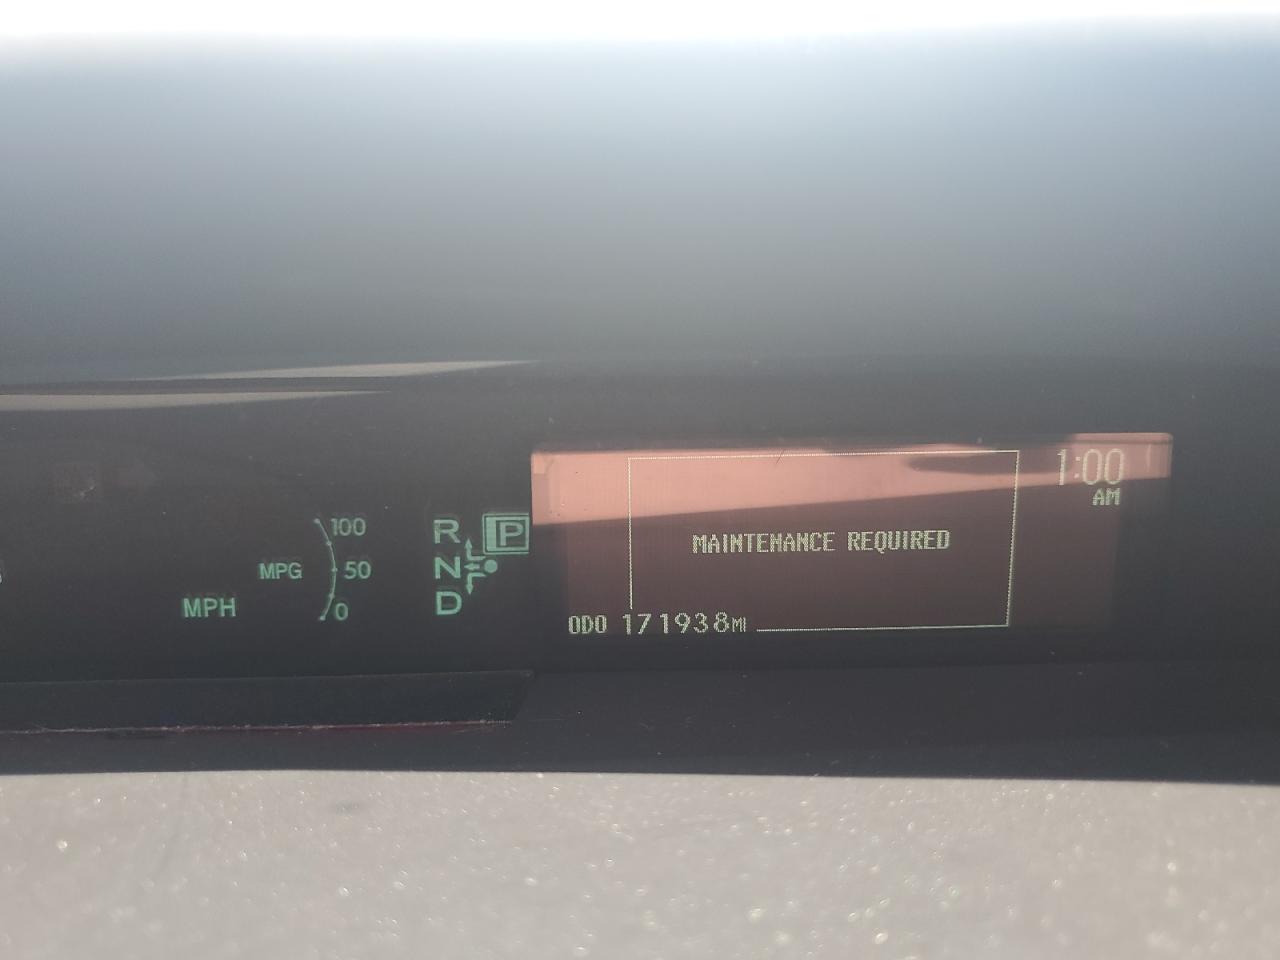 1:00
AM
100
R P
MAINTENANCE REQUIRED
MPG 50 N
MPH 0 D
ODO 171938MI